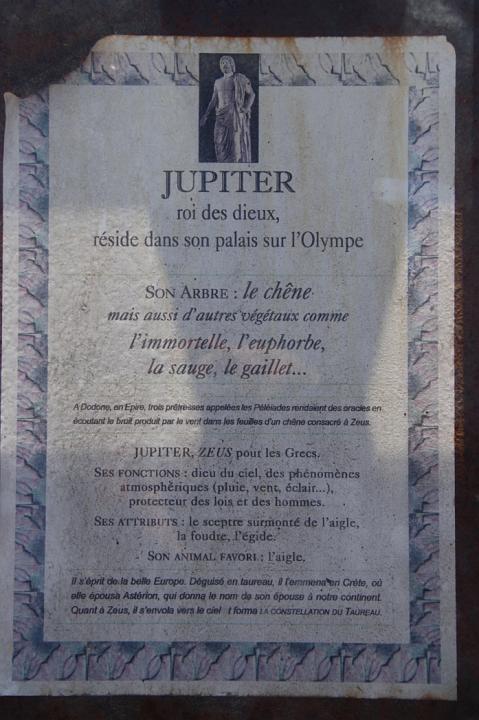 JUPITER
roi des dieux,
réside dans son palais sur l'Olympe
SON ARBRE : le chêne
mais aussi d'autres végétaux comme
l'immortelle, l'euphorbe,
la sauge, le gaillet...
A Dodone, en Epire, trois prêtresses appelées les Péléiades rendaient des oracles en
écoutant le bruit produit par le vent dans les feuilles d'un chêne consacré à Zeus.
JUPITER, ZEUS pour les Grecs.
SES FONCTIONS : dieu du ciel, des phénomènes
atmosphériques (pluie, vent, éclair...),
protecteur des lois et des hommes.
SES ATTRIBUTS : le sceptre surmonté de l'aigle,
la foudre, l'égide.
SON ANIMAL FAVORI : l'aigle.
Il s'éprit de la belle Europe. Déguisé en taureau, il l'emmena en Crète, où
elle épousa Astérion, qui donna le nom de son épouse à notre continent.
Quant à Zeus, il s'envola vers le ciel t forma LA CONSTELLATION DU TAUREAU.